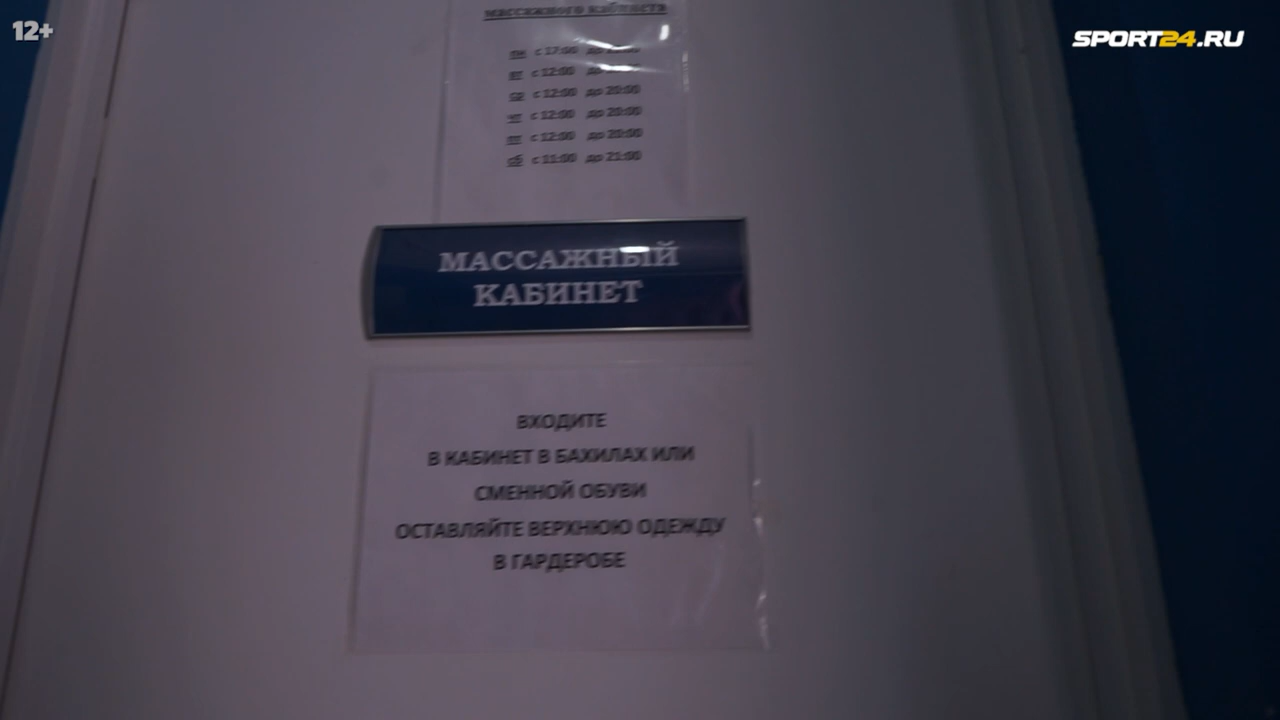 12+
SPORT24.RU
массажного кабинета
пн с 17:00 до
вт с 12:00 до
ср с 12:00 до 20:00
чт с 12:00 до 20:00
пт с 12:00 до 20:00
сб с 11:00 до 21:00
МАССАЖНЫЙ
КАБИНЕТ
ВХОДИТЕ
В КАБИНЕТ В БАХИЛАХ ИЛИ
СМЕННОЙ ОБУВИ
ОСТАВЛЯЙТЕ ВЕРХНЮЮ ОДЕЖДУ
В ГАРДЕРОБЕ